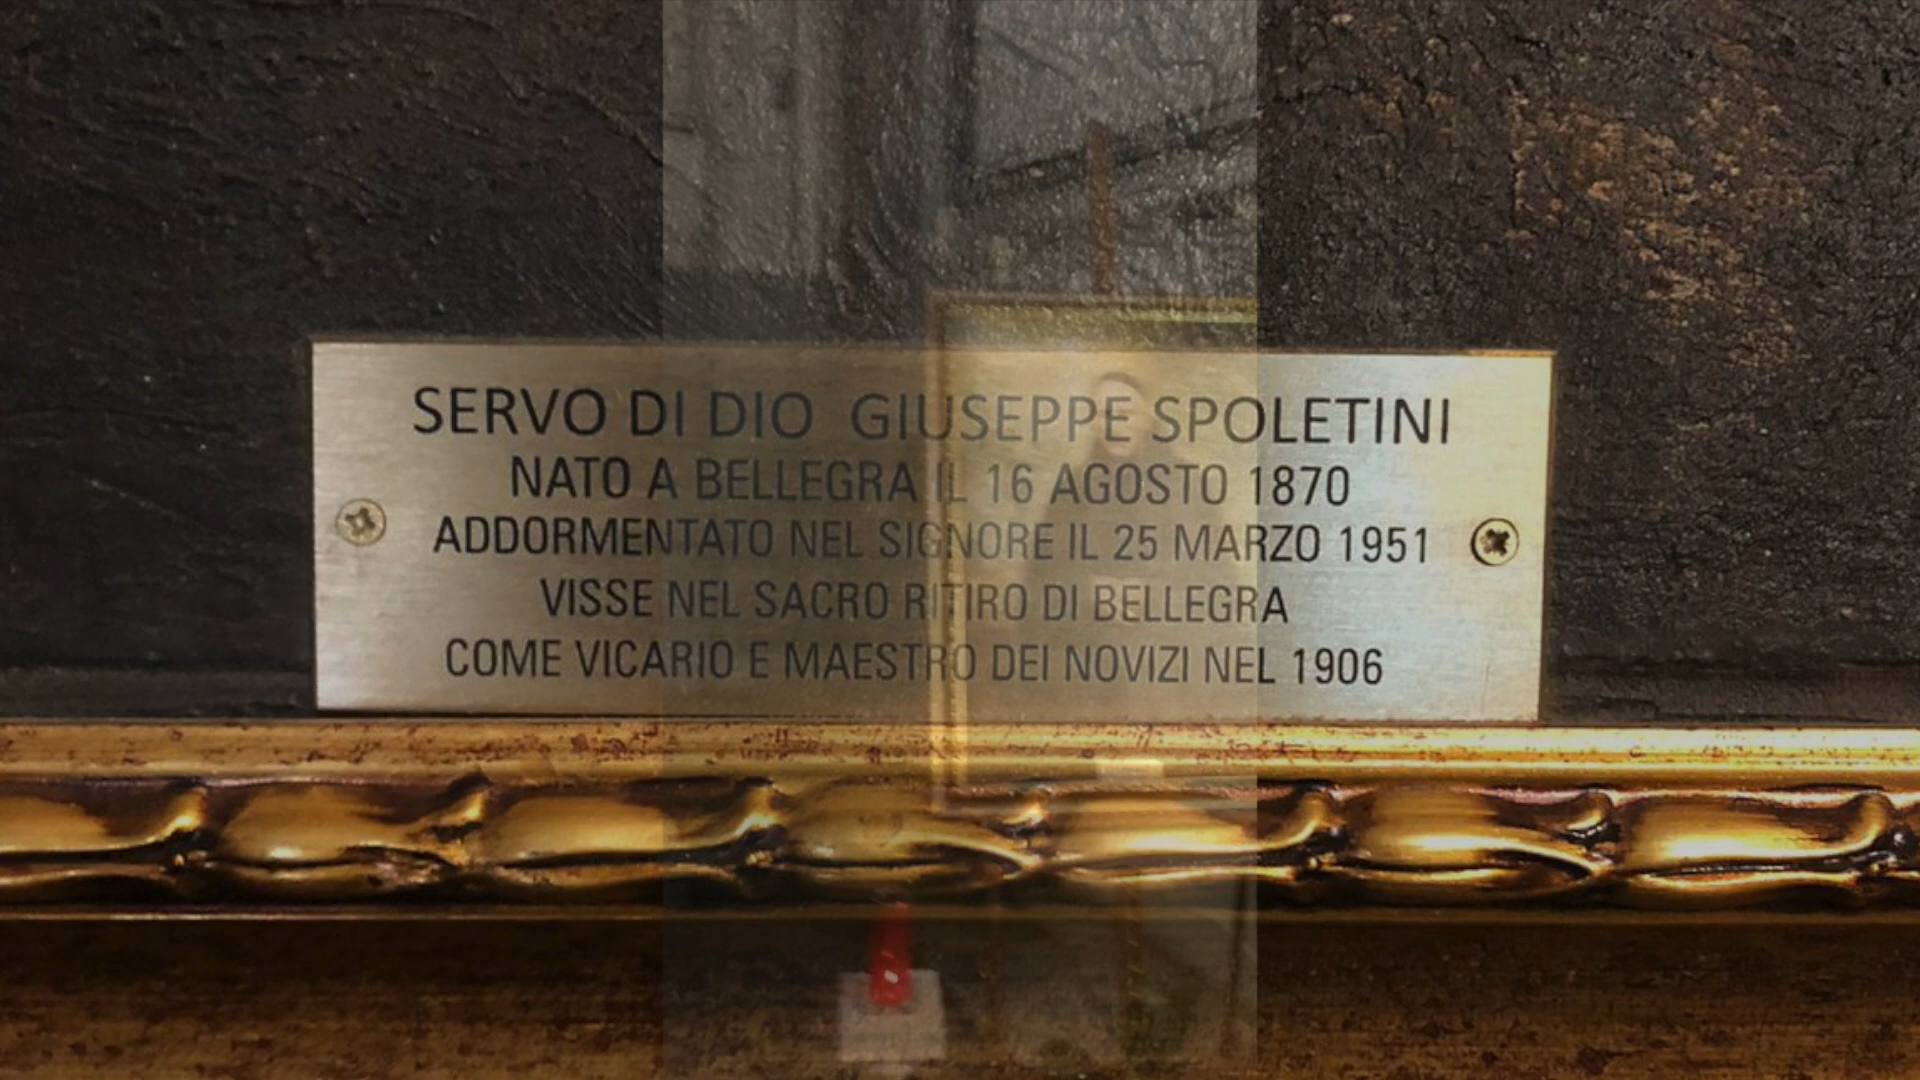 SERVO DI DIO GIUSEPPE SPOLETINI
NATO A BELLEGRA IL 16 AGOSTO 1870
ADDORMENTATO NEL SIGNORE IL 25 MARZO 1951
VISSE NEL SACRO RITIRO DI BELLEGRA
COME VICARIO E MAESTRO DEI NOVIZI NEL 1906